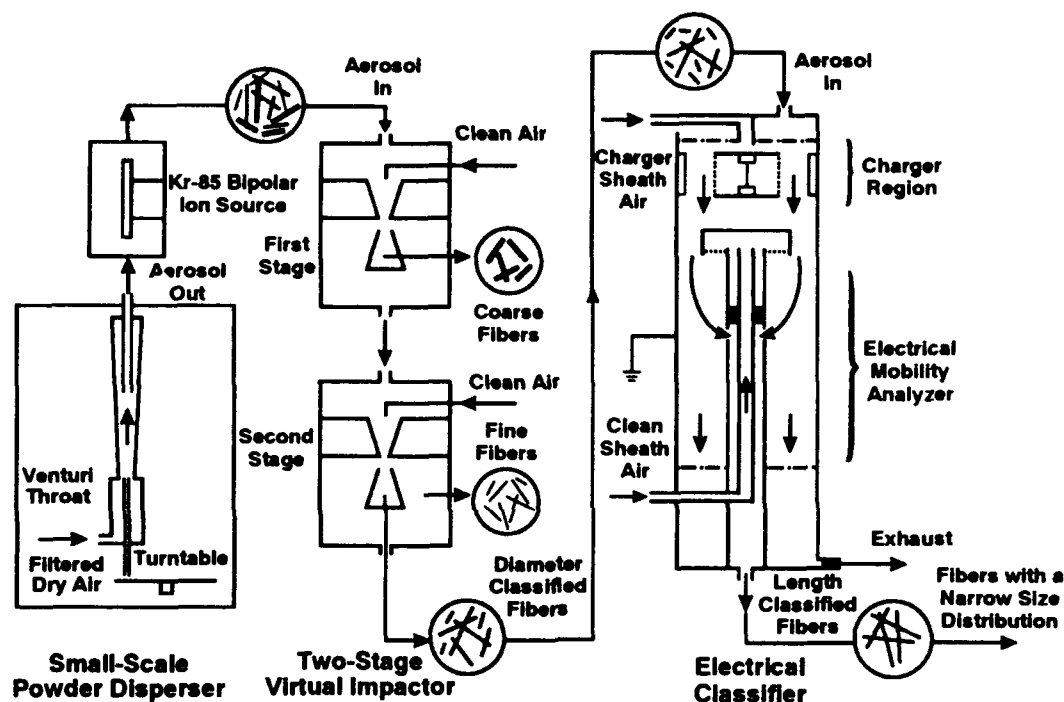 Aerosol
In
Kr-85 Bipolar
Ion Source
Aerosol
Out
Venturi
Throat
Filtered
Dry Air
Turntable
Small-Scale
Powder Disperser
Clean Air
First
Stage
Coarse
Fibers
Clean Air
Second
Stage
Fine
Fibers
Diameter
Classified
Fibers
Two-Stage
Virtual Impactor
Aerosol
In
Charger
Sheath
Air
Charger
Region
Electrical
Mobility
Analyzer
Clean
Sheath
Air
Exhaust
Length
Classified
Fibers
Fibers with a
Narrow Size
Distribution
Electrical
Classifier